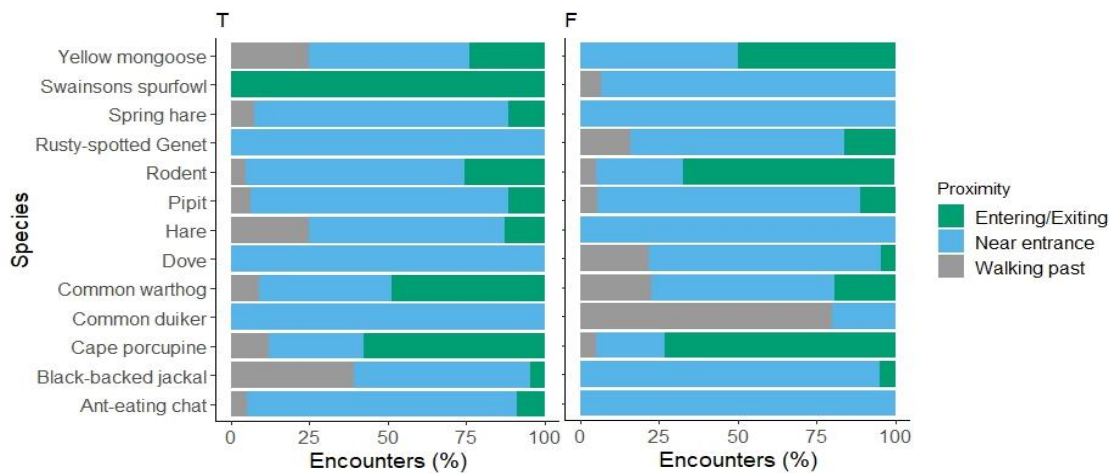 T
F
Species
Yellow mongoose
Swainsons spurfowl
Spring hare
Rusty-spotted Genet
Rodent
Pipit
Hare
Dove
Common warthog
Common duiker
Cape porcupine
Black-backed jackal
Ant-eating chat
0 25 50 75 100
0 25 50 75 100
Encounters (%)
Encounters (%)
Proximity
Entering/Exiting
Near entrance
Walking past